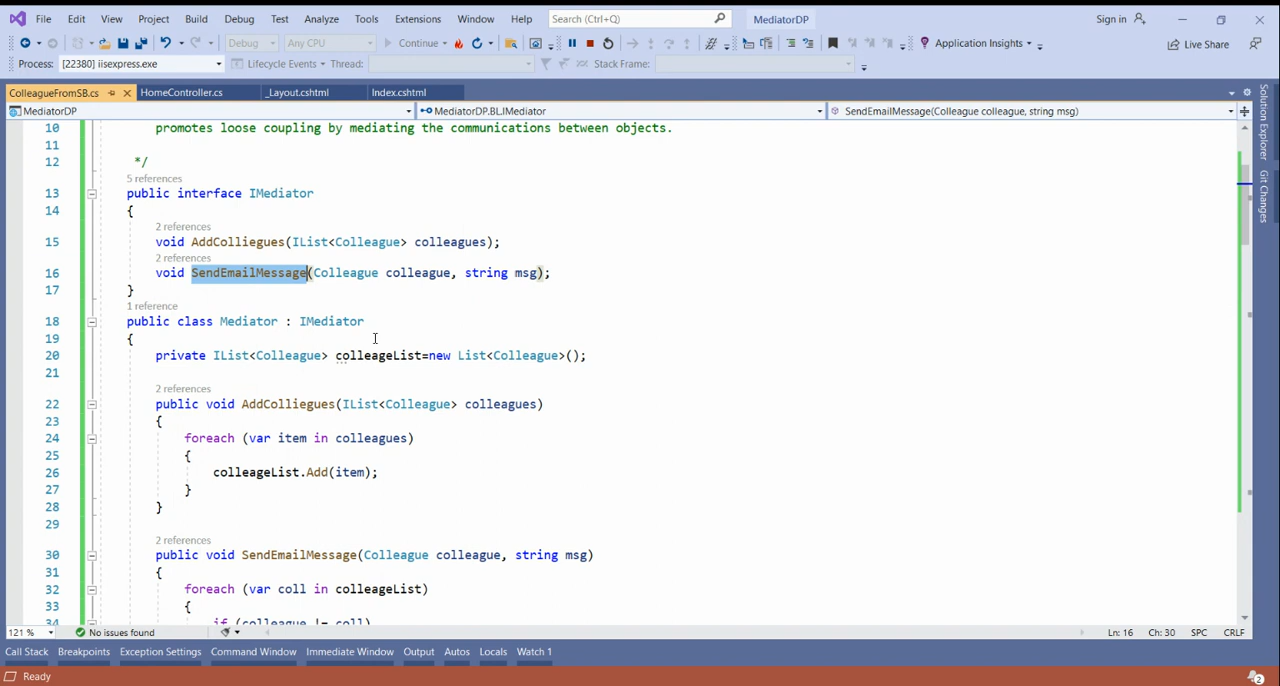 File Edit View Project Build Debug Test Analyze Tools Extensions Window Help Search (Ctrl+Q) MediatorDP Sign in
Debug Any CPU Continue Application Insights Live Share
Process: [22380] iisexpress.exe Lifecycle Events Thread: Stack Frame:
ColleagueFromSB.cs HomeController.cs _Layout.cshtml Index.cshtml
MediatorDP MediatorDP.BL.IMediator SendEmailMessage(Colleague colleague, string msg)
Solution Explorer
Git Changes
10 promotes loose coupling by mediating the communications between objects.
11
12 */
5 references
13 public interface IMediator
14 {
2 references
15 void AddColliegues(IList<Colleague> colleagues);
2 references
16 void SendEmailMessage(Colleague colleague, string msg);
17 }
1 reference
18 public class Mediator : IMediator
19 {
20 private IList<Colleague> colleageList=new List<Colleague>();
21
2 references
22 public void AddColliegues(IList<Colleague> colleagues)
23 {
24 foreach (var item in colleagues)
25 {
26 colleageList.Add(item);
27 }
28 }
29
2 references
30 public void SendEmailMessage(Colleague colleague, string msg)
31 {
32 foreach (var coll in colleageList)
33 {
34 if (colleague != coll)
121 % No issues found Ln: 16 Ch: 30 SPC CRLF
Call Stack Breakpoints Exception Settings Command Window Immediate Window Output Autos Locals Watch 1
Ready 2